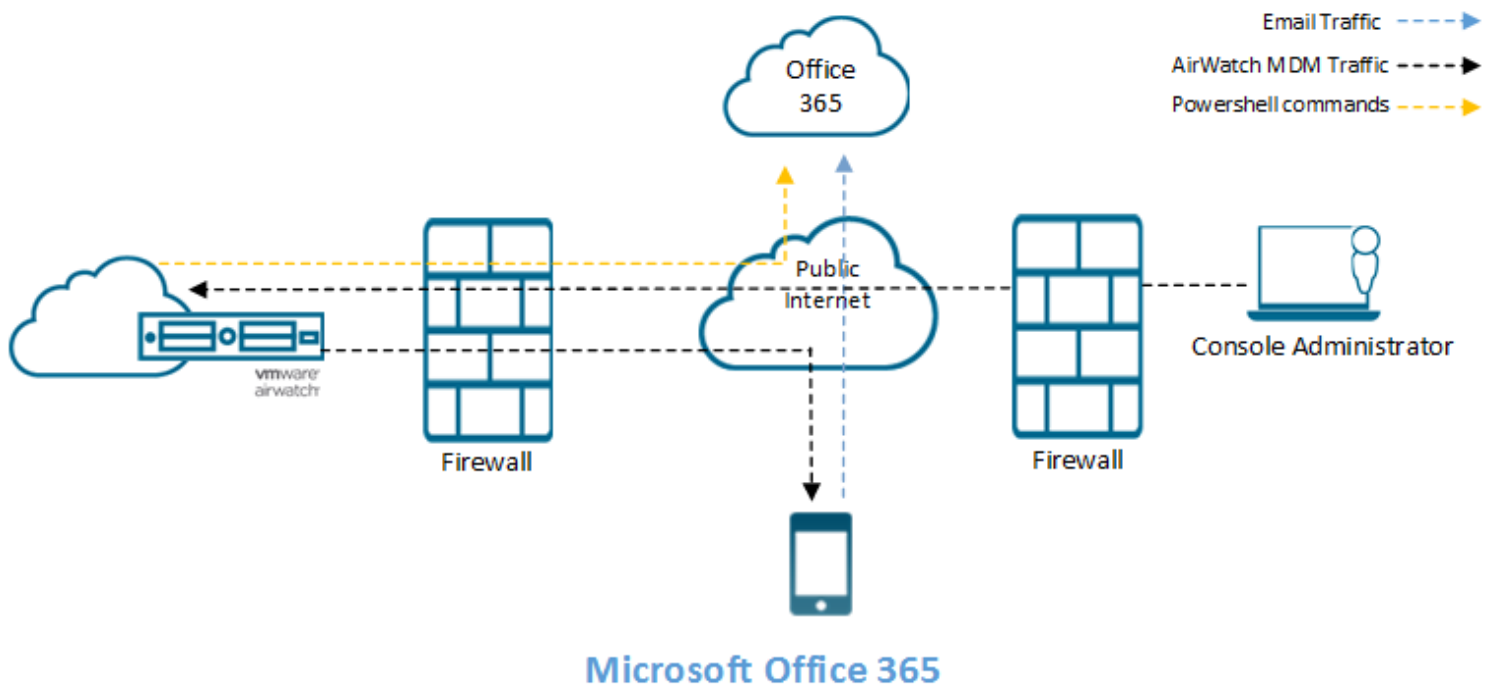 Email Traffic
AirWatch MDM Traffic
Powershell commands
Office
365
Public
Internet
vmware
airwatch
Firewall
Firewall
Console Administrator
Microsoft Office 365